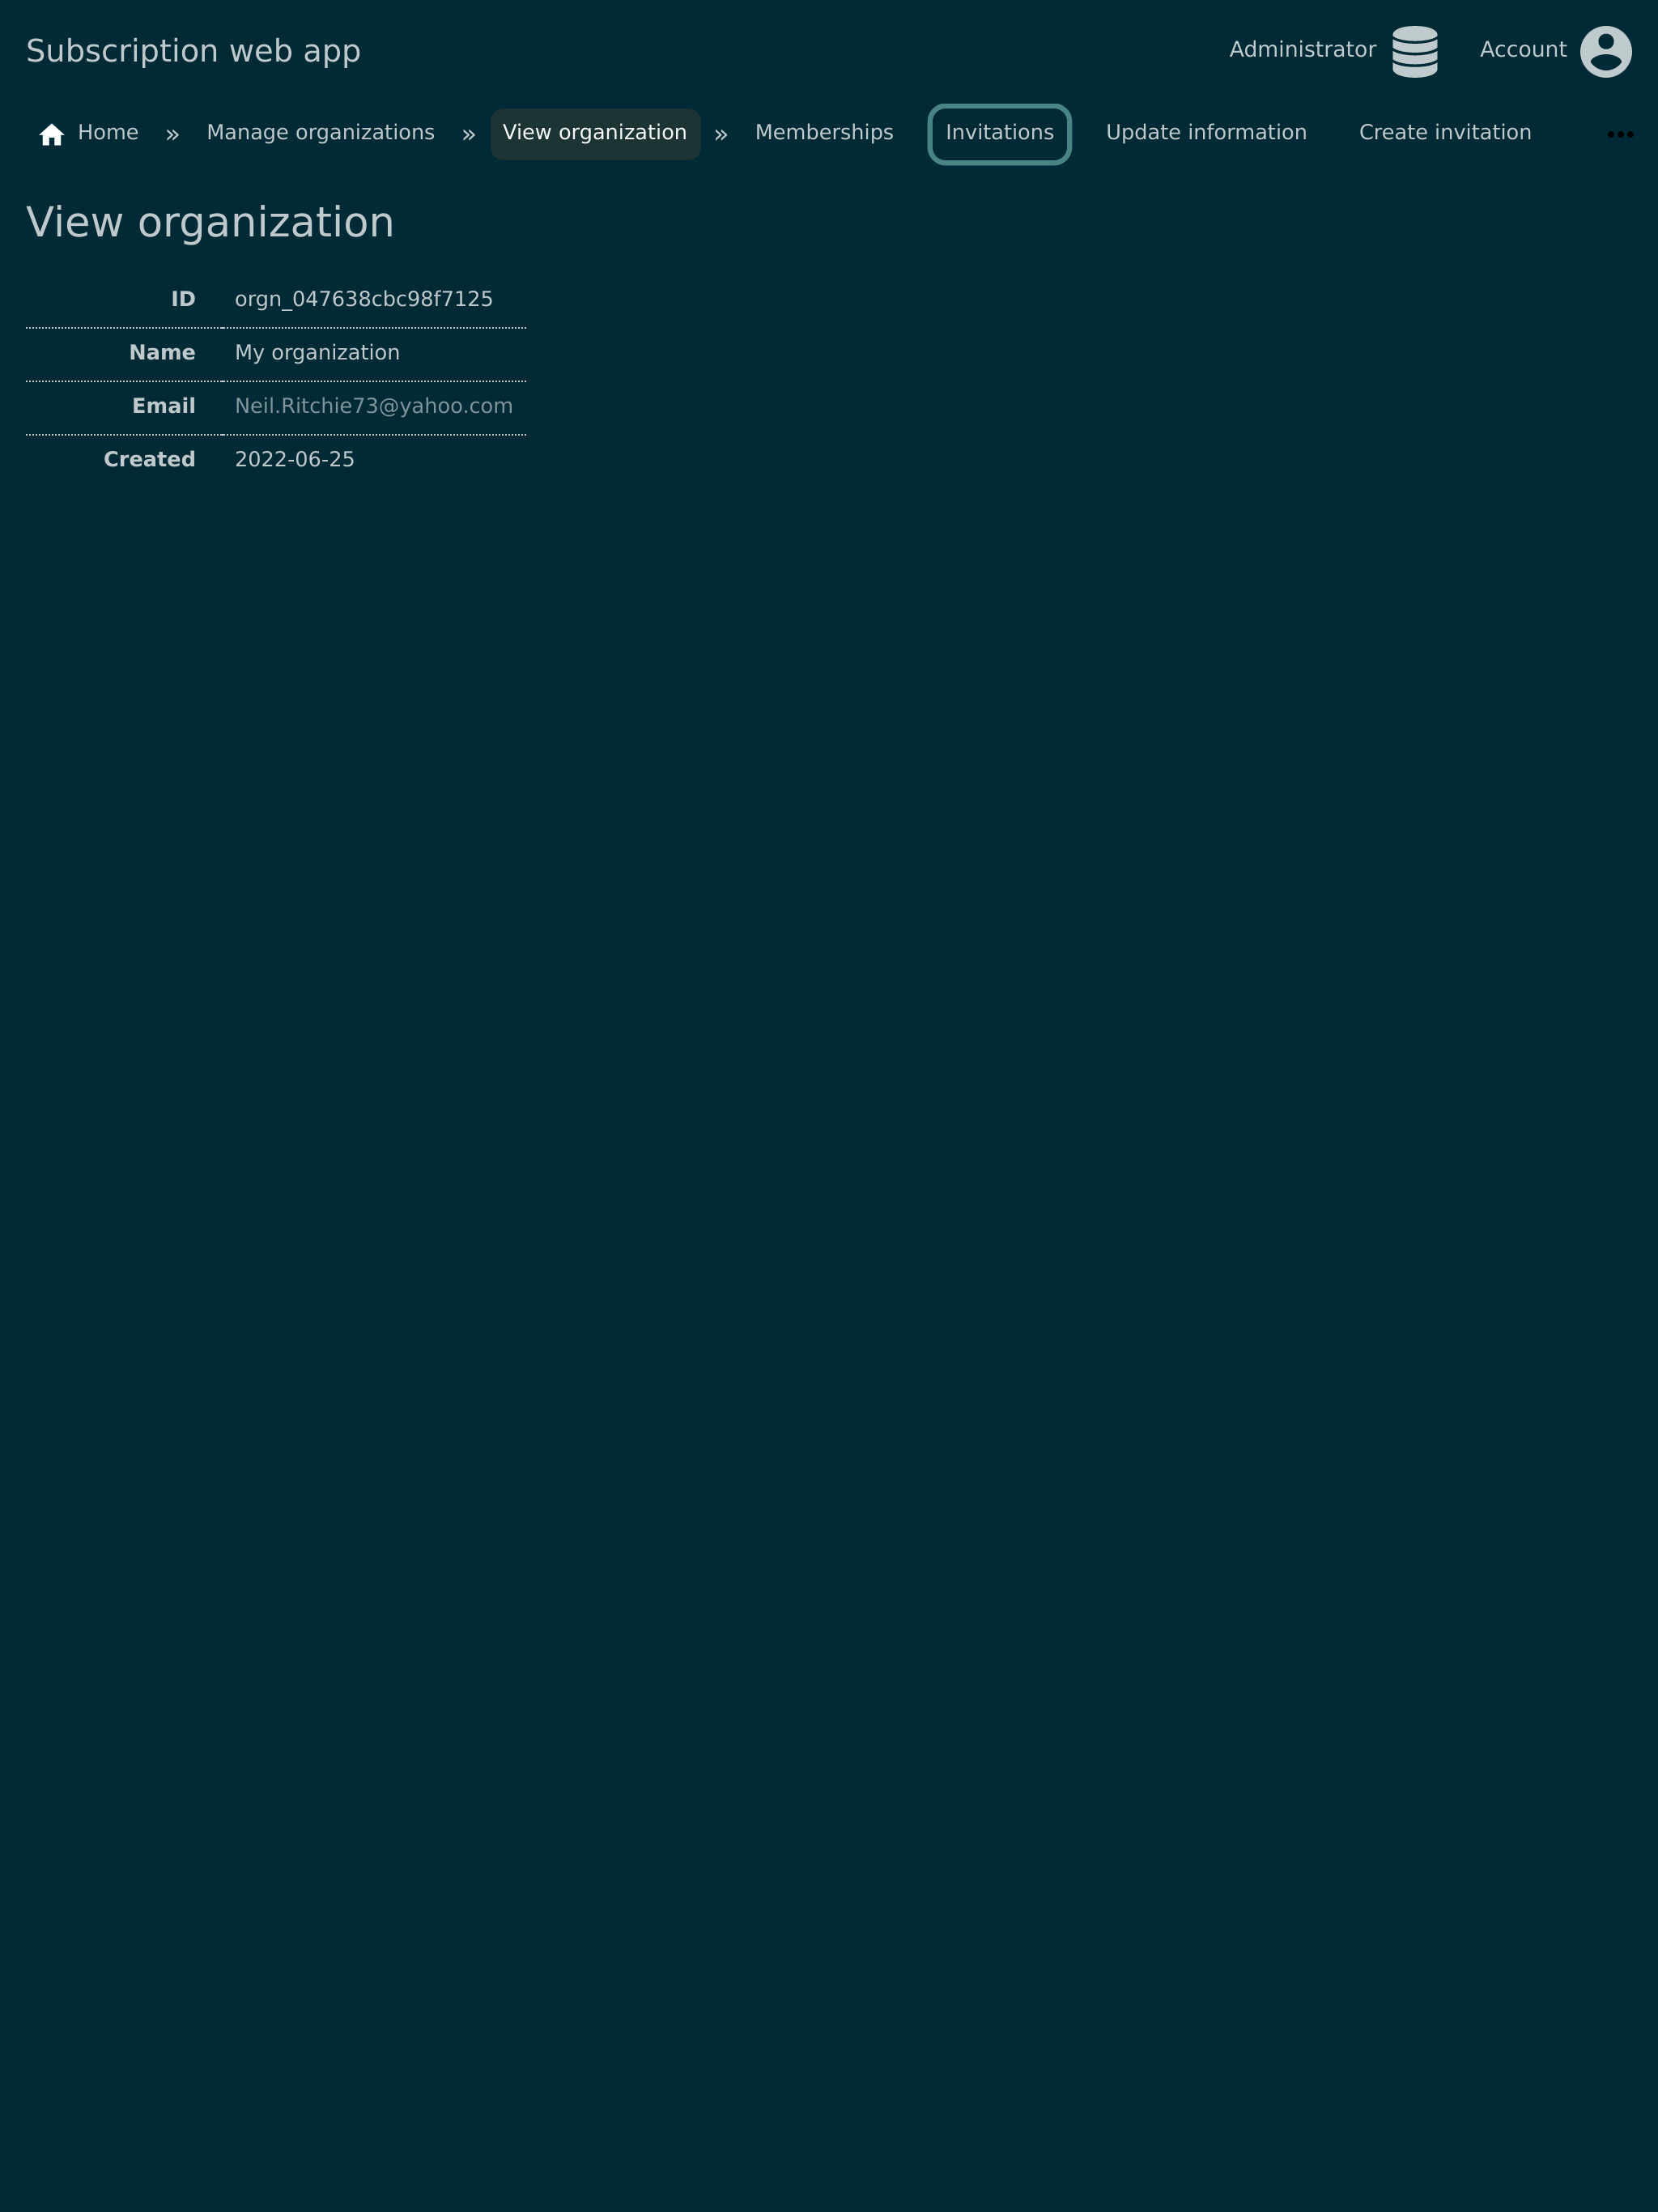 Subscription web app
Administrator
Account
Home » Manage organizations » View organization » Memberships Invitations Update information Create invitation
View organization
ID orgn_047638cbc98f7125
Name My organization
Email Neil.Ritchie73@yahoo.com
Created 2022-06-25